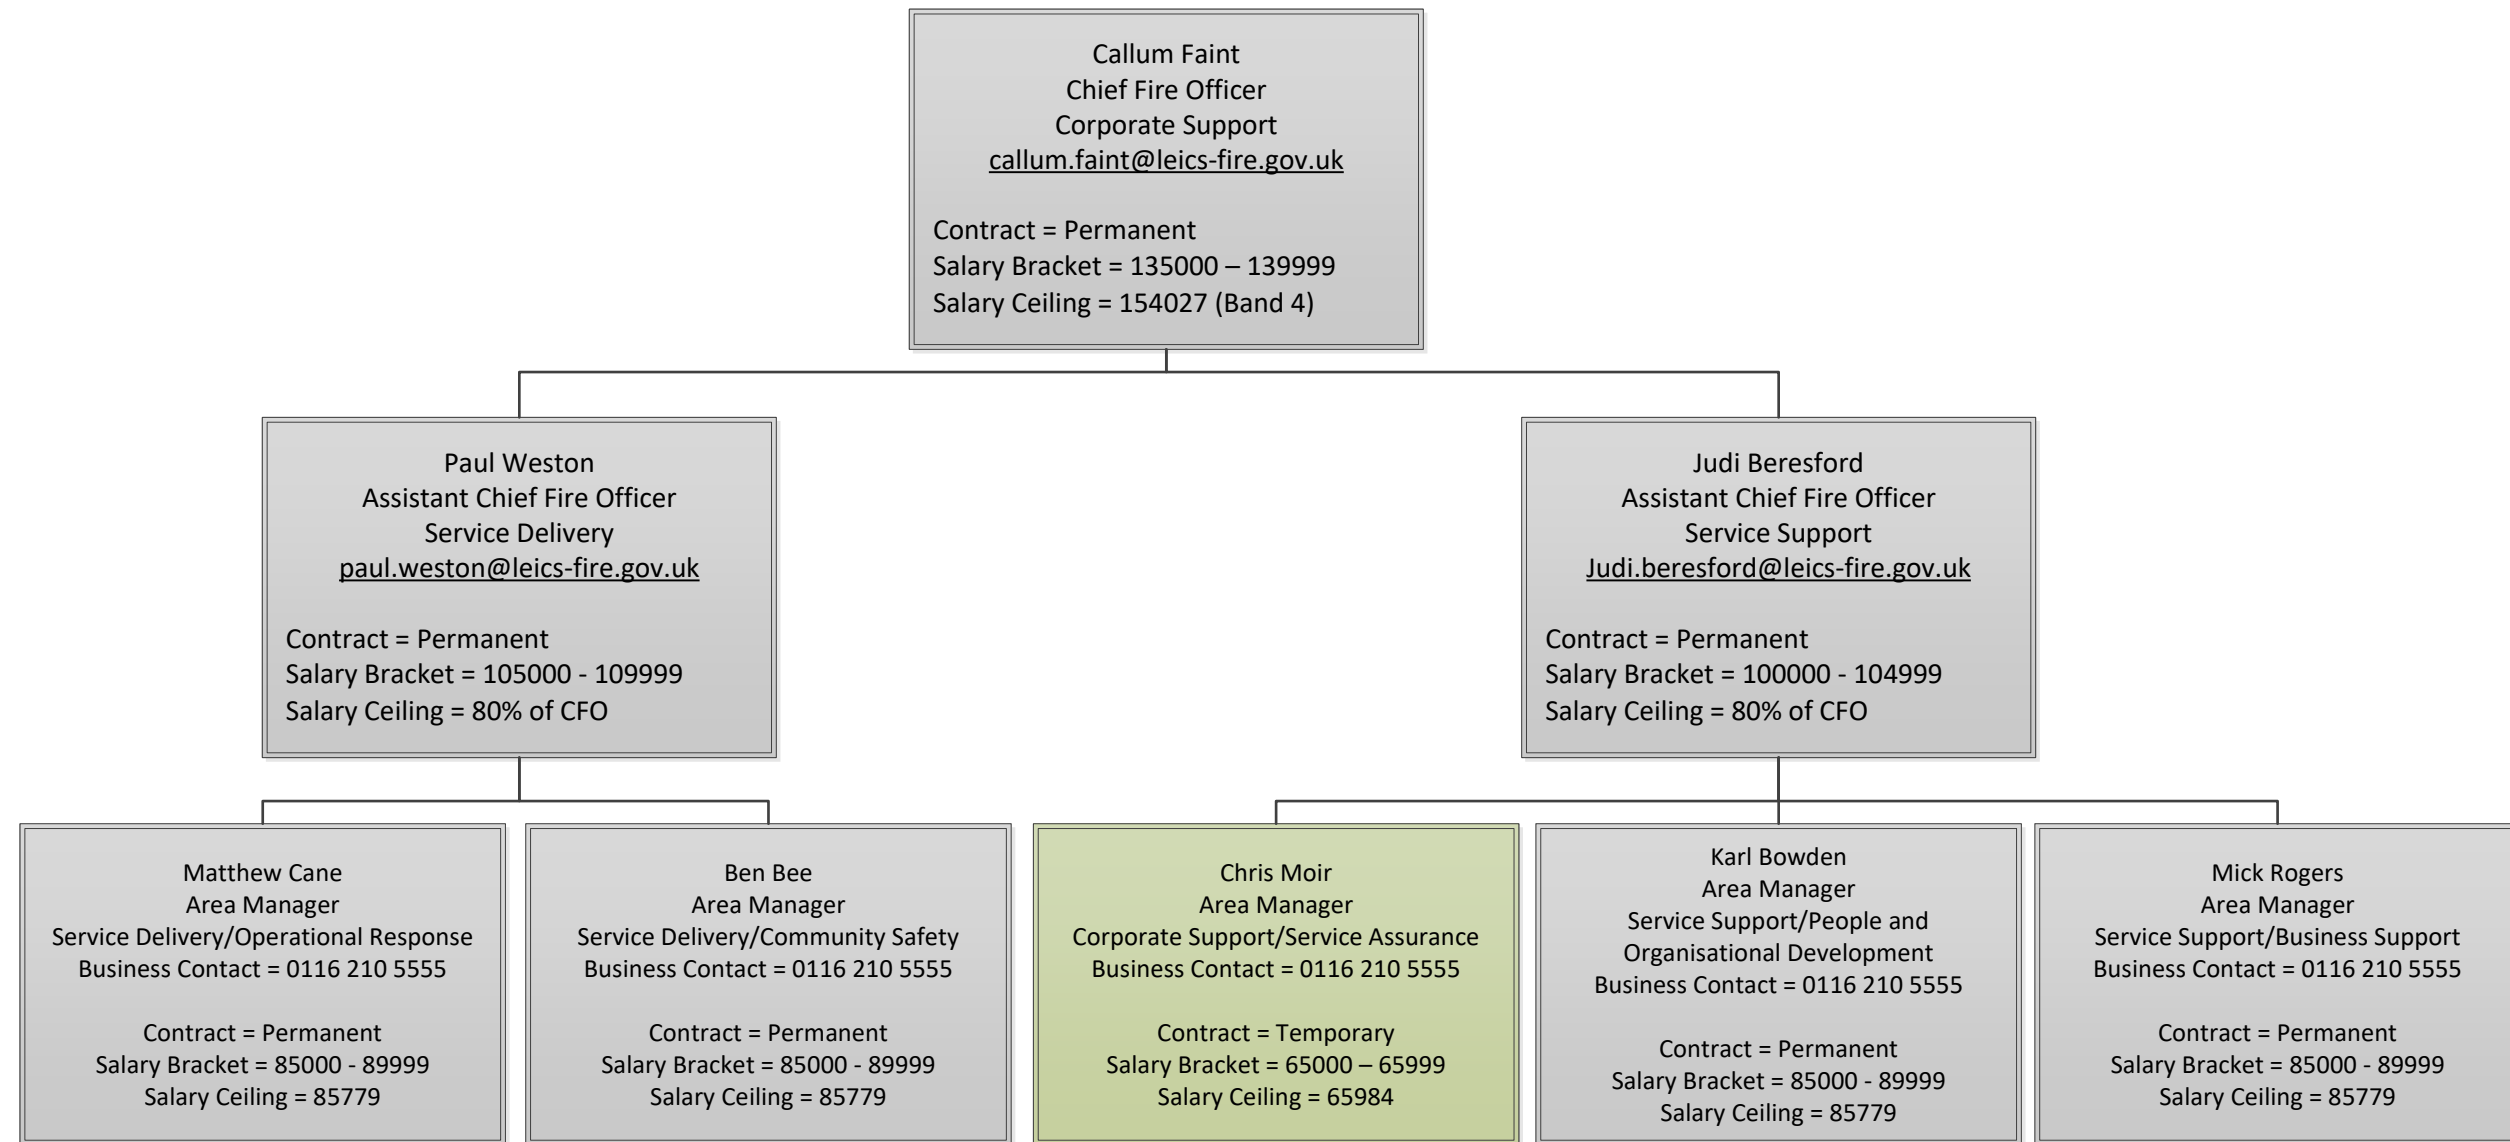 Callum Faint
Chief Fire Officer
Corporate Support
callum.faint@leics-fire.gov.uk
Contract = Permanent
Salary Bracket = 135000 – 139999
Salary Ceiling = 154027 (Band 4)
Paul Weston
Assistant Chief Fire Officer
Service Delivery
paul.weston@leics-fire.gov.uk
Contract = Permanent
Salary Bracket = 105000 - 109999
Salary Ceiling = 80% of CFO
Judi Beresford
Assistant Chief Fire Officer
Service Support
Judi.beresford@leics-fire.gov.uk
Contract = Permanent
Salary Bracket = 100000 - 104999
Salary Ceiling = 80% of CFO
Matthew Cane
Area Manager
Service Delivery/Operational Response
Business Contact = 0116 210 5555
Contract = Permanent
Salary Bracket = 85000 - 89999
Salary Ceiling = 85779
Ben Bee
Area Manager
Service Delivery/Community Safety
Business Contact = 0116 210 5555
Contract = Permanent
Salary Bracket = 85000 - 89999
Salary Ceiling = 85779
Chris Moir
Area Manager
Corporate Support/Service Assurance
Business Contact = 0116 210 5555
Contract = Temporary
Salary Bracket = 65000 – 65999
Salary Ceiling = 65984
Karl Bowden
Area Manager
Service Support/People and
Organisational Development
Business Contact = 0116 210 5555
Contract = Permanent
Salary Bracket = 85000 - 89999
Salary Ceiling = 85779
Mick Rogers
Area Manager
Service Support/Business Support
Business Contact = 0116 210 5555
Contract = Permanent
Salary Bracket = 85000 - 89999
Salary Ceiling = 85779